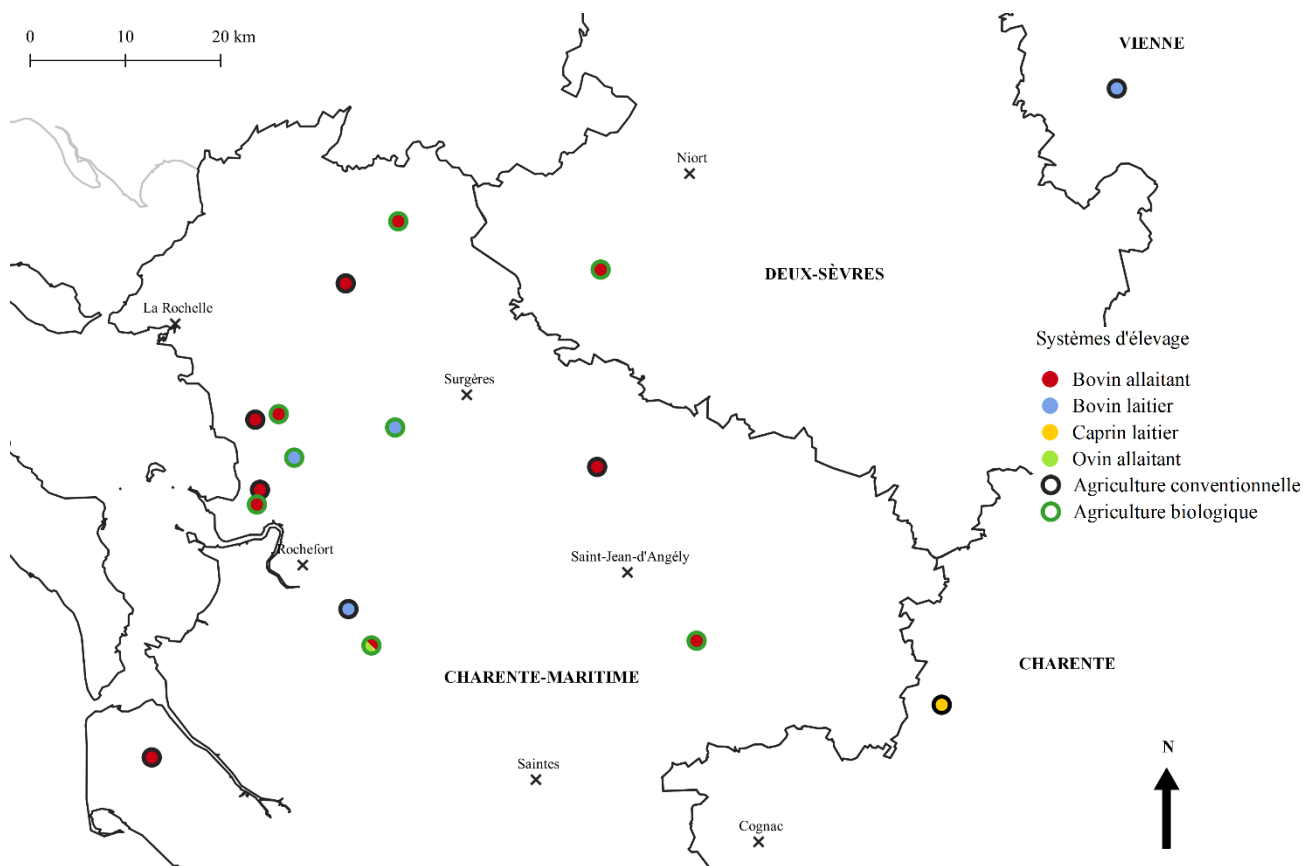 0 10 20 km
VIENNE
Niort
DEUX-SÈVRES
La Rochelle
Systèmes d'élevage
Surgères
Bovin allaitant
Bovin laitier
Caprin laitier
Ovin allaitant
Agriculture conventionnelle
Agriculture biologique
Rochefort
Saint-Jean-d'Angély
CHARENTE-MARITIME
CHARENTE
N
Saintes
Cognac